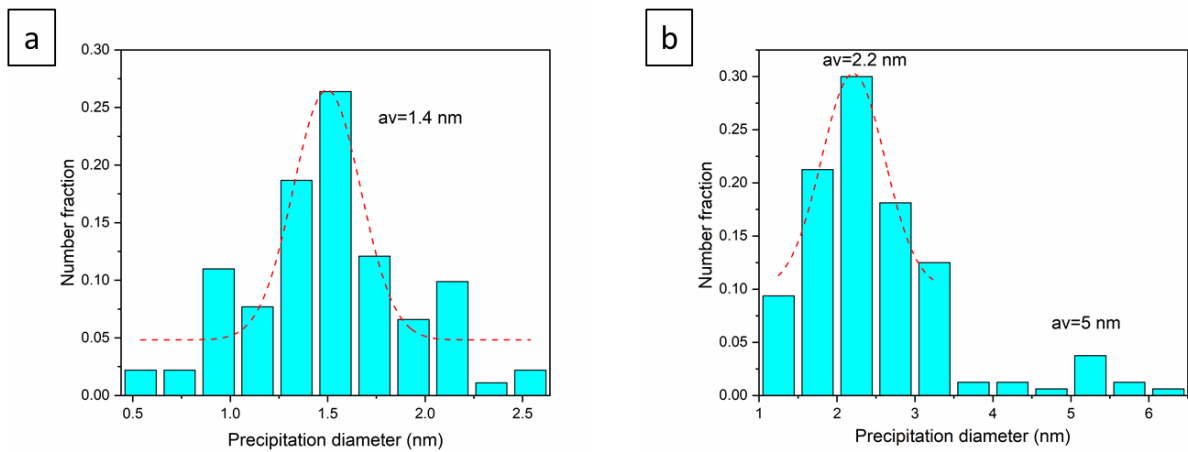 a
0.30
0.25
0.20
0.15
0.10
0.05
0.00
Number fraction
av=1.4 nm
0.5 1.0 1.5 2.0 2.5
Precipitation diameter (nm)
b
0.30
0.25
0.20
0.15
0.10
0.05
0.00
Number fraction
av=2.2 nm
av=5 nm
1 2 3 4 5 6
Precipitation diameter (nm)